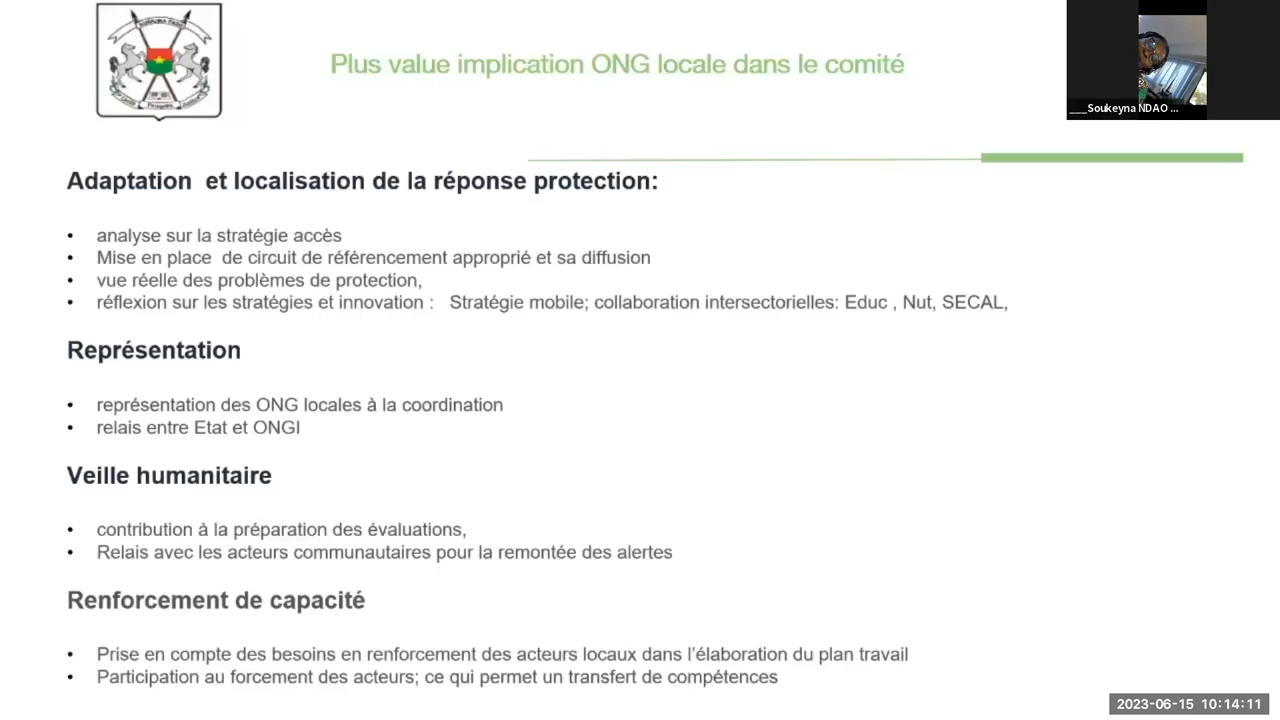 Plus value implication ONG locale dans le comité
___Soukeyna NDAO ...
Adaptation et localisation de la réponse protection:
• analyse sur la stratégie accès
• Mise en place de circuit de référencement approprié et sa diffusion
• vue réelle des problèmes de protection,
• réflexion sur les stratégies et innovation : Stratégie mobile; collaboration intersectorielles: Educ , Nut, SECAL,
Représentation
• représentation des ONG locales à la coordination
• relais entre Etat et ONGI
Veille humanitaire
• contribution à la préparation des évaluations,
• Relais avec les acteurs communautaires pour la remontée des alertes
Renforcement de capacité
• Prise en compte des besoins en renforcement des acteurs locaux dans l'élaboration du plan travail
• Participation au forcement des acteurs; ce qui permet un transfert de compétences
2023-06-15 10:14:11